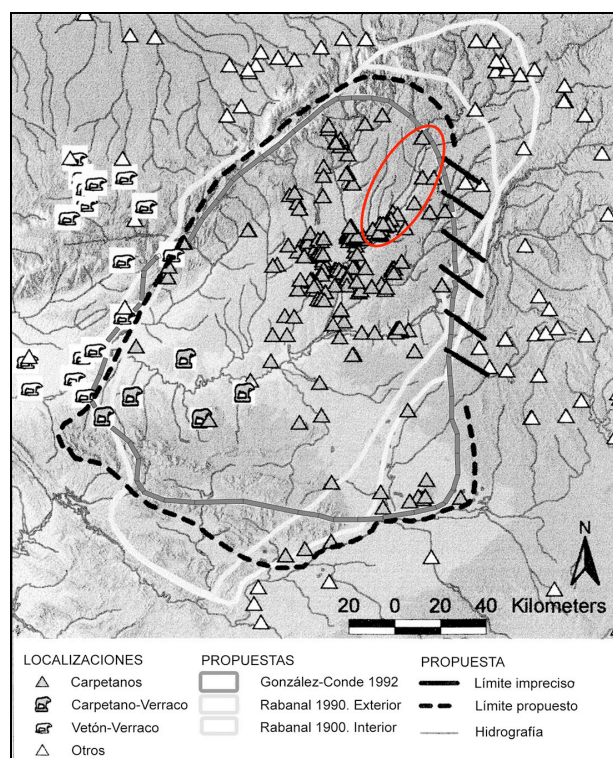 N
20 0 20 40 Kilometers
LOCALIZACIONES
Carpetanos
Carpetano-Verraco
Vetón-Verraco
Otros
PROPUESTAS
González-Conde 1992
Rabanal 1990. Exterior
Rabanal 1900. Interior
PROPUESTA
Límite impreciso
Límite propuesto
Hidrografía